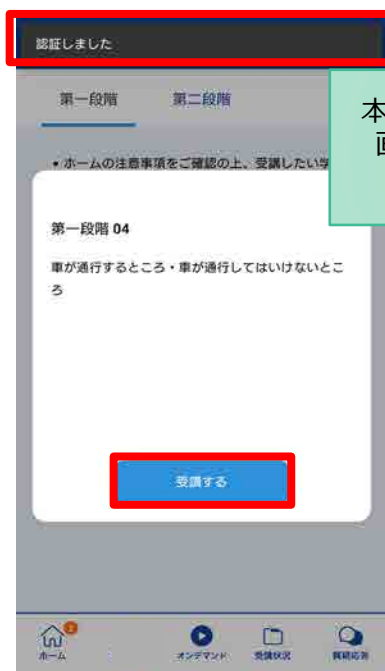 認証しました
本
画
第一段階
第二段階
・ホームの注意事項をご確認の上、受講したい学
第一段階 04
車が通行するところ・車が通行してはいけないとこ
ろ
受講する
ホーム
オンデマンド
受講状況
質疑応答